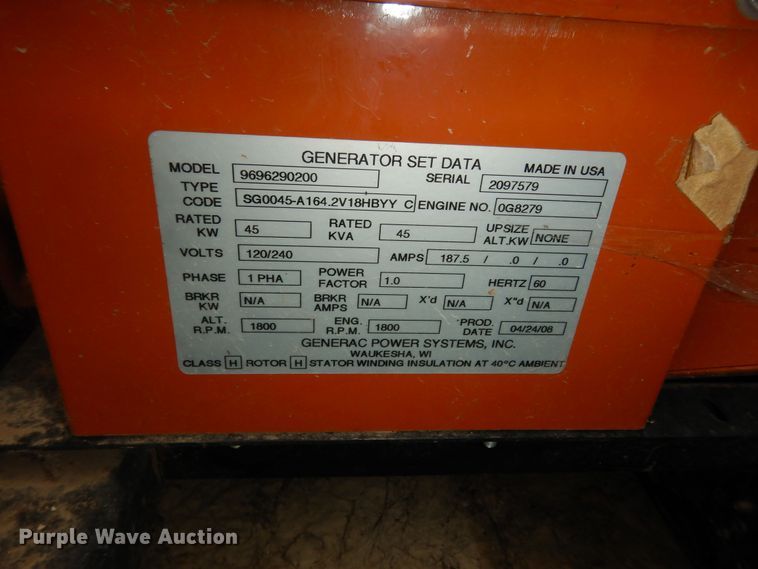 GENERATOR SET DATA MADE IN USA
MODEL 9696290200 SERIAL 2097579
TYPE CODE SG0045-A164.2V18HBYY C ENGINE NO. 0G8279
RATED KW 45 RATED KVA 45 UPSIZE ALT.KW NONE
VOLTS 120/240 AMPS 187.5 / .0 / .0
PHASE 1 PHA POWER FACTOR 1.0 HERTZ 60
BRKR KW N/A BRKR AMPS N/A X'd N/A X"d N/A
ALT. R.P.M. 1800 ENG. R.P.M. 1800 PROD. DATE 04/24/08
GENERAC POWER SYSTEMS, INC.
WAUKESHA, WI
CLASS H ROTOR H STATOR WINDING INSULATION AT 40°C AMBIENT
Purple Wave Auction